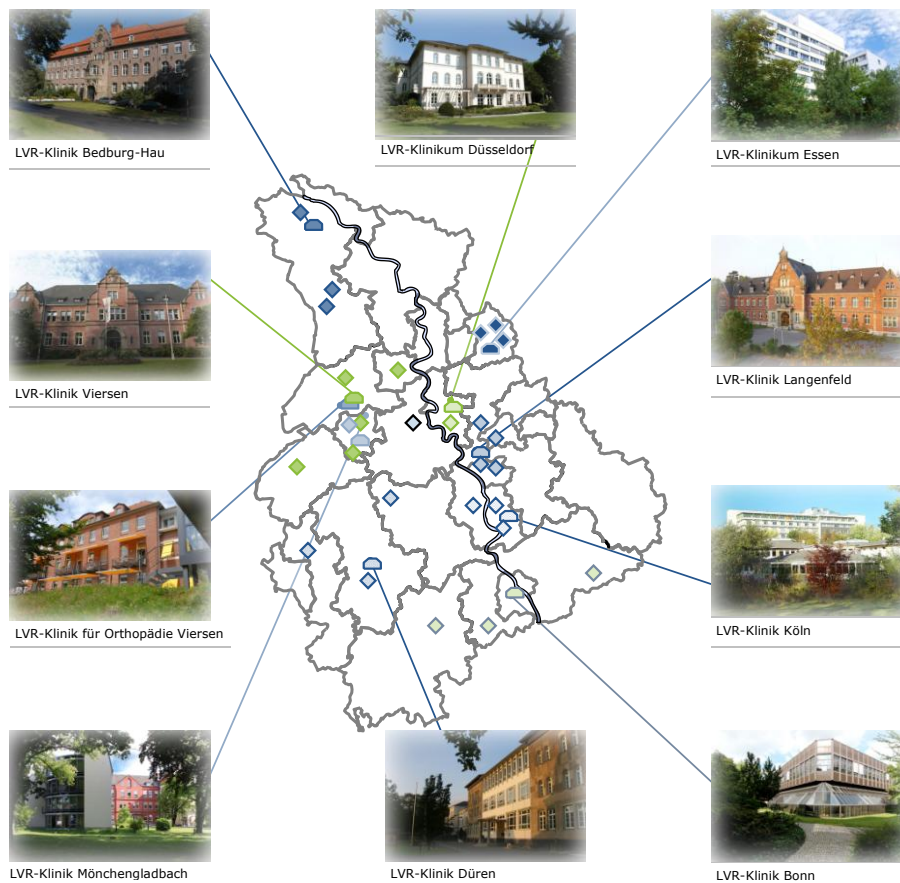 LVR-Klinik Bedburg-Hau
LVR-Klinikum Düsseldorf
LVR-Klinikum Essen
LVR-Klinik Viersen
LVR-Klinik Langenfeld
LVR-Klinik für Orthopädie Viersen
LVR-Klinik Köln
LVR-Klinik Mönchengladbach
LVR-Klinik Düren
LVR-Klinik Bonn